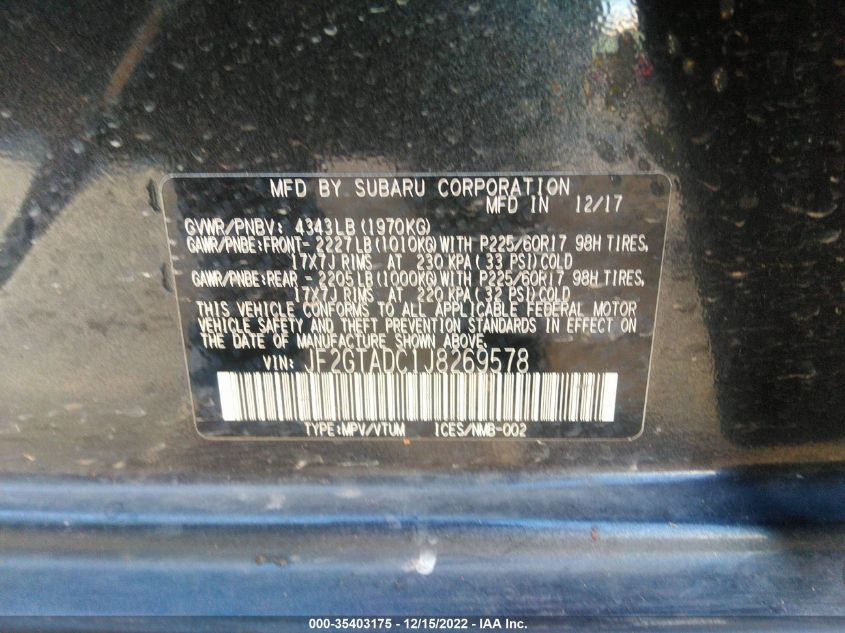 MFD BY SUBARU CORPORATION
MFD IN 12/17
GVWR/PNBV: 4343LB (1970KG)
GAWR/PNBE:FRONT- 2227LB (1010KG) WITH P225/60R17 98H TIRES,
17X7J RIMS AT 230 KPA ( 33 PSI) COLD
GAWR/PNBE:REAR - 2205LB (1000KG) WITH P225/60R17 98H TIRES,
17X7J RIMS AT 220 KPA ( 32 PSI) COLD
THIS VEHICLE CONFORMS TO ALL APPLICABLE FEDERAL MOTOR
VEHICLE SAFETY AND THEFT PREVENTION STANDARDS IN EFFECT ON
THE DATE OF MANUFACTURE SHOWN ABOVE.
VIN: JF2GTADC1J8269578
TYPE:MPV/VTUM ICES/NMB-002
000-35403175 - 12/15/2022 - IAA Inc.